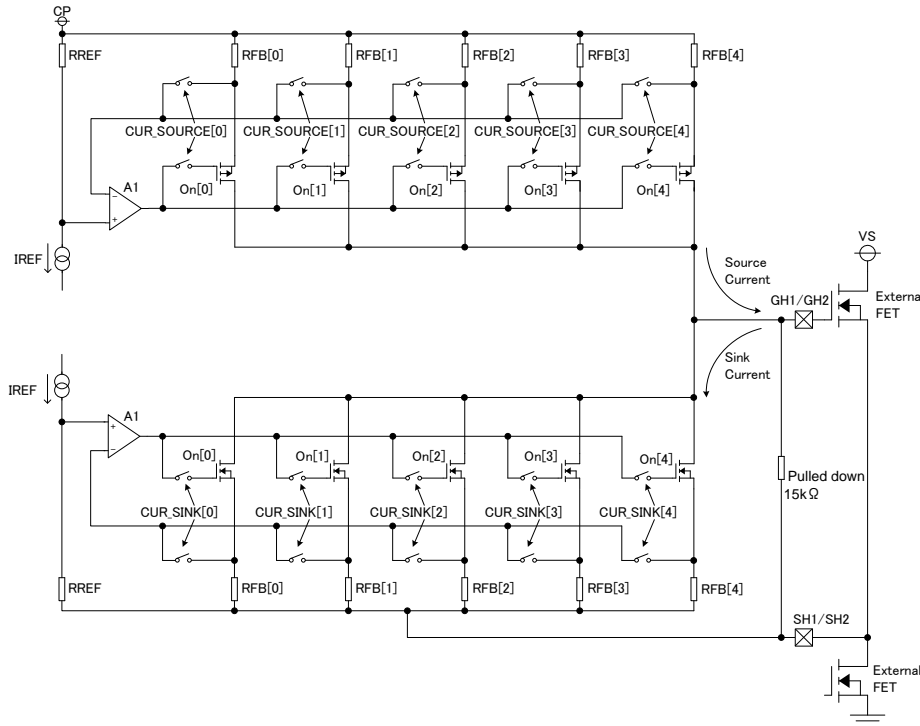 CP
RREF
RFB[0]
RFB[1]
RFB[2]
RFB[3]
RFB[4]
CUR_SOURCE[0]
CUR_SOURCE[1]
CUR_SOURCE[2]
CUR_SOURCE[3]
CUR_SOURCE[4]
A1
On[0]
On[1]
On[2]
On[3]
On[4]
IREF
Source
Current
VS
GH1/GH2
External
FET
Sink
Current
IREF
A1
On[0]
On[1]
On[2]
On[3]
On[4]
Pulled down
15kΩ
CUR_SINK[0]
CUR_SINK[1]
CUR_SINK[2]
CUR_SINK[3]
CUR_SINK[4]
RREF
RFB[0]
RFB[1]
RFB[2]
RFB[3]
RFB[4]
SH1/SH2
External
FET